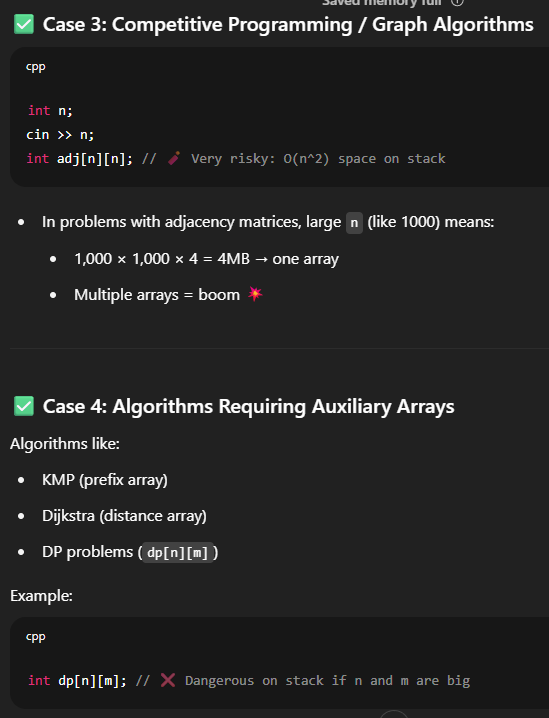 Saved memory full ⓘ
✅ Case 3: Competitive Programming / Graph Algorithms
cpp
int n;
cin >> n;
int adj[n][n]; // 🧨 Very risky: O(n^2) space on stack
• In problems with adjacency matrices, large n (like 1000) means:
• 1,000 × 1,000 × 4 = 4MB → one array
• Multiple arrays = boom 💥
✅ Case 4: Algorithms Requiring Auxiliary Arrays
Algorithms like:
• KMP (prefix array)
• Dijkstra (distance array)
• DP problems (dp[n][m])
Example:
cpp
int dp[n][m]; // ❌ Dangerous on stack if n and m are big